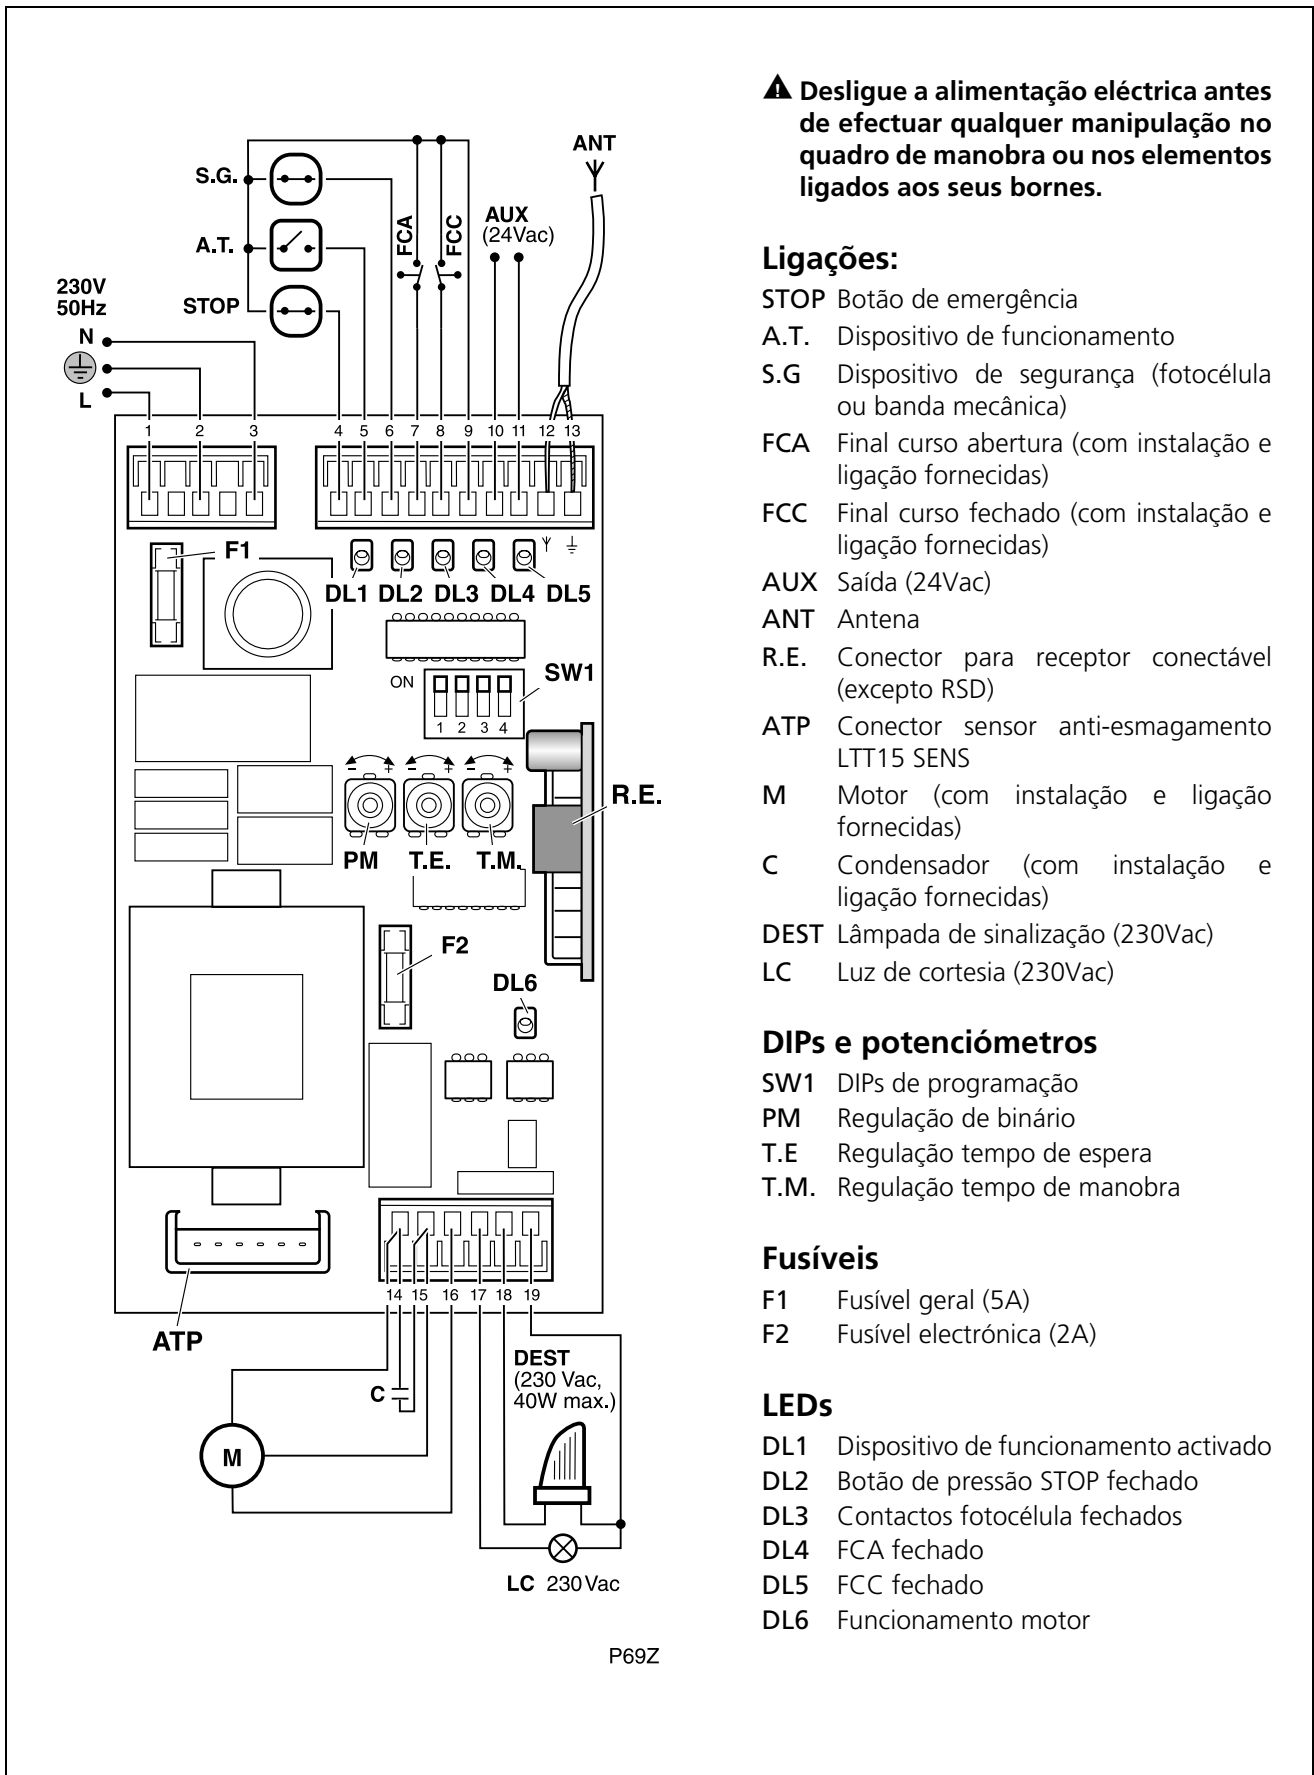 ANT
S.G.
AUX
(24Vac)
FCA
FCC
A.T.
230V
50Hz
STOP
N
L
1 2 3 4 5 6 7 8 9 10 11 12 13
F1
DL1 DL2 DL3 DL4 DL5
ON
SW1
1 2 3 4
- + - + - +
R.E.
PM T.E. T.M.
F2
DL6
14 15 16 17 18 19
ATP
DEST
(230 Vac,
40W max.)
C
M
LC 230Vac
P69Z
Desligue a alimentação eléctrica antes
de efectuar qualquer manipulação no
quadro de manobra ou nos elementos
ligados aos seus bornes.
Ligações:
STOP Botão de emergência
A.T. Dispositivo de funcionamento
S.G Dispositivo de segurança (fotocélula
ou banda mecânica)
FCA Final curso abertura (com instalação e
ligação fornecidas)
FCC Final curso fechado (com instalação e
ligação fornecidas)
AUX Saída (24Vac)
ANT Antena
R.E. Conector para receptor conectável
(excepto RSD)
ATP Conector sensor anti-esmagamento
LTT15 SENS
M Motor (com instalação e ligação
fornecidas)
C Condensador (com instalação e
ligação fornecidas)
DEST Lâmpada de sinalização (230Vac)
LC Luz de cortesia (230Vac)
DIPs e potenciómetros
SW1 DIPs de programação
PM Regulação de binário
T.E Regulação tempo de espera
T.M. Regulação tempo de manobra
Fusíveis
F1 Fusível geral (5A)
F2 Fusível electrónica (2A)
LEDs
DL1 Dispositivo de funcionamento activado
DL2 Botão de pressão STOP fechado
DL3 Contactos fotocélula fechados
DL4 FCA fechado
DL5 FCC fechado
DL6 Funcionamento motor